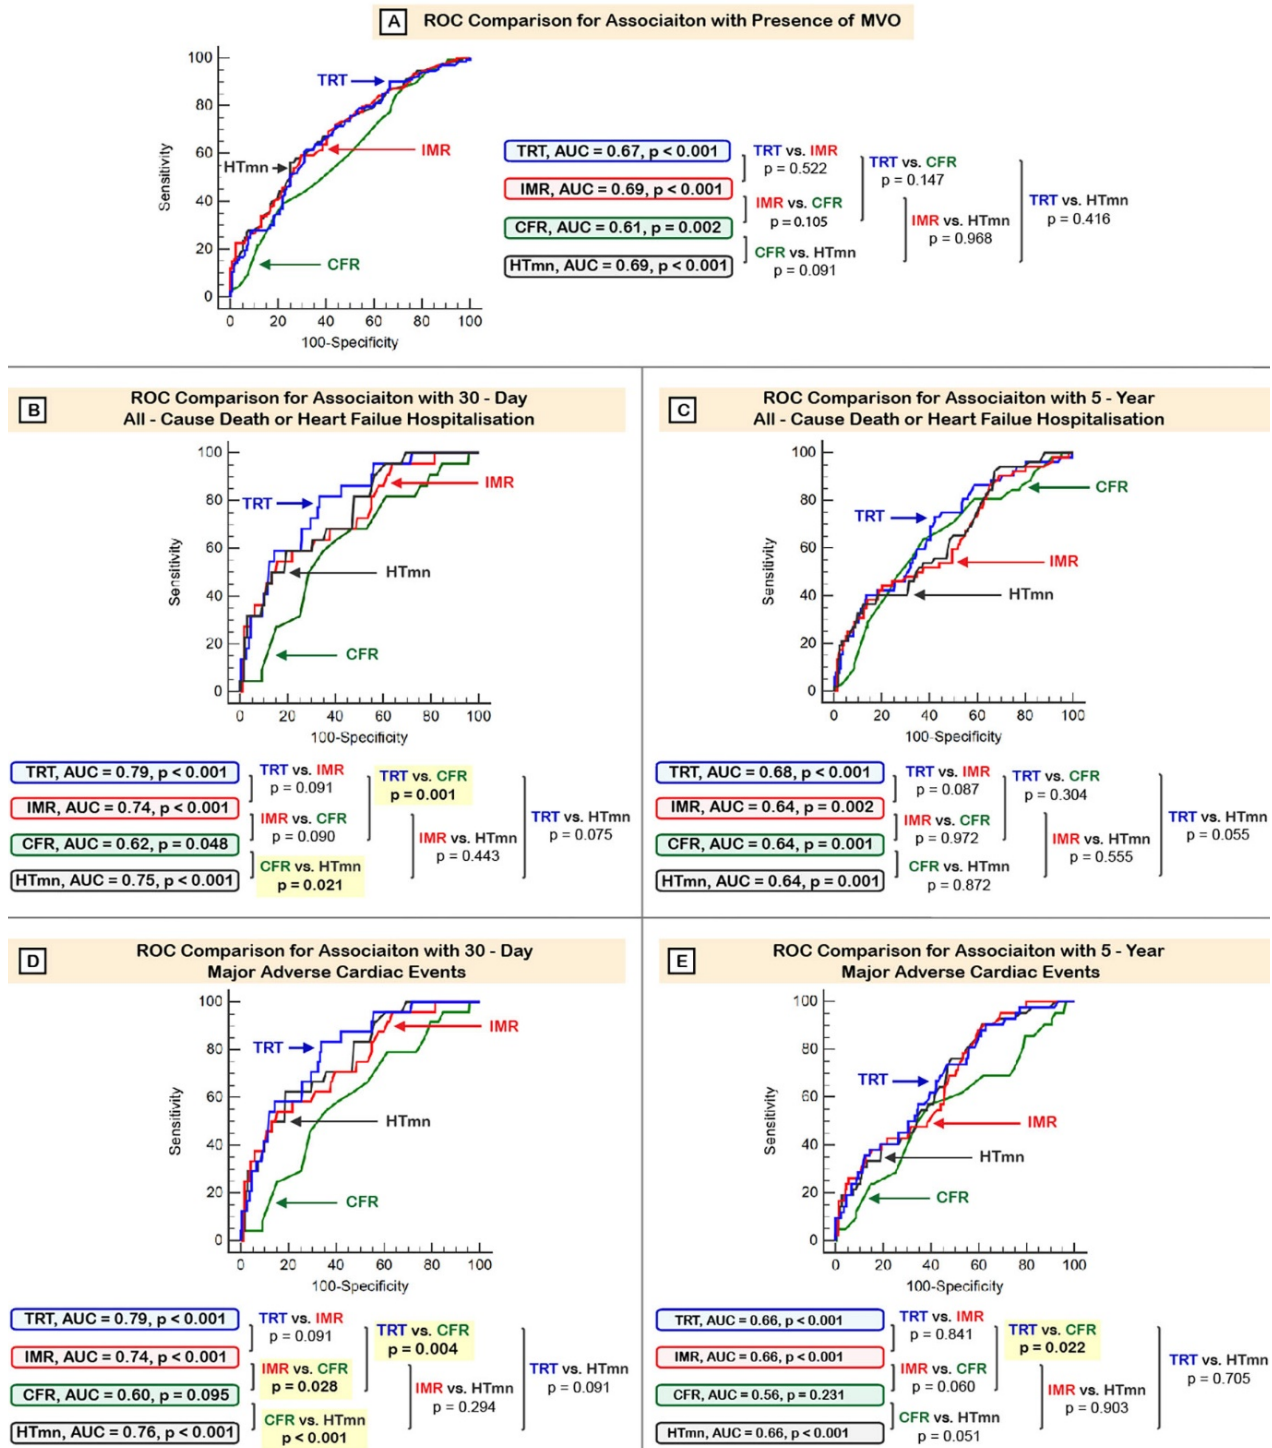 A ROC Comparison for Associaiton with Presence of MVO
100
80
60
40
20
0
Sensitivity
TRT
HTmn
IMR
CFR
0 20 40 60 80 100
100-Specificity
TRT, AUC = 0.67, p < 0.001
IMR, AUC = 0.69, p < 0.001
CFR, AUC = 0.61, p = 0.002
HTmn, AUC = 0.69, p < 0.001
TRT vs. IMR
p = 0.522
IMR vs. CFR
p = 0.105
CFR vs. HTmn
p = 0.091
TRT vs. CFR
p = 0.147
IMR vs. HTmn
p = 0.968
TRT vs. HTmn
p = 0.416
B ROC Comparison for Associaiton with 30 - Day
All - Cause Death or Heart Failue Hospitalisation
100
80
60
40
20
0
Sensitivity
TRT
IMR
HTmn
CFR
0 20 40 60 80 100
100-Specificity
TRT, AUC = 0.79, p < 0.001
IMR, AUC = 0.74, p < 0.001
CFR, AUC = 0.62, p = 0.048
HTmn, AUC = 0.75, p < 0.001
TRT vs. IMR
p = 0.091
IMR vs. CFR
p = 0.090
CFR vs. HTmn
p = 0.021
TRT vs. CFR
p = 0.001
IMR vs. HTmn
p = 0.443
TRT vs. HTmn
p = 0.075
C ROC Comparison for Associaiton with 5 - Year
All - Cause Death or Heart Failue Hospitalisation
100
80
60
40
20
0
Sensitivity
TRT
CFR
IMR
HTmn
0 20 40 60 80 100
100-Specificity
TRT, AUC = 0.68, p < 0.001
IMR, AUC = 0.64, p = 0.002
CFR, AUC = 0.64, p = 0.001
HTmn, AUC = 0.64, p = 0.001
TRT vs. IMR
p = 0.087
IMR vs. CFR
p = 0.972
CFR vs. HTmn
p = 0.872
TRT vs. CFR
p = 0.304
IMR vs. HTmn
p = 0.555
TRT vs. HTmn
p = 0.055
D ROC Comparison for Associaiton with 30 - Day
Major Adverse Cardiac Events
100
80
60
40
20
0
Sensitivity
TRT
IMR
HTmn
CFR
0 20 40 60 80 100
100-Specificity
TRT, AUC = 0.79, p < 0.001
IMR, AUC = 0.74, p < 0.001
CFR, AUC = 0.60, p = 0.095
HTmn, AUC = 0.76, p < 0.001
TRT vs. IMR
p = 0.091
IMR vs. CFR
p = 0.028
CFR vs. HTmn
p < 0.001
TRT vs. CFR
p = 0.004
IMR vs. HTmn
p = 0.294
TRT vs. HTmn
p = 0.091
E ROC Comparison for Associaiton with 5 - Year
Major Adverse Cardiac Events
100
80
60
40
20
0
Sensitivity
TRT
IMR
HTmn
CFR
0 20 40 60 80 100
100-Specificity
TRT, AUC = 0.66, p < 0.001
IMR, AUC = 0.66, p < 0.001
CFR, AUC = 0.56, p = 0.231
HTmn, AUC = 0.66, p < 0.001
TRT vs. IMR
p = 0.841
IMR vs. CFR
p = 0.060
CFR vs. HTmn
p = 0.051
TRT vs. CFR
p = 0.022
IMR vs. HTmn
p = 0.903
TRT vs. HTmn
p = 0.705